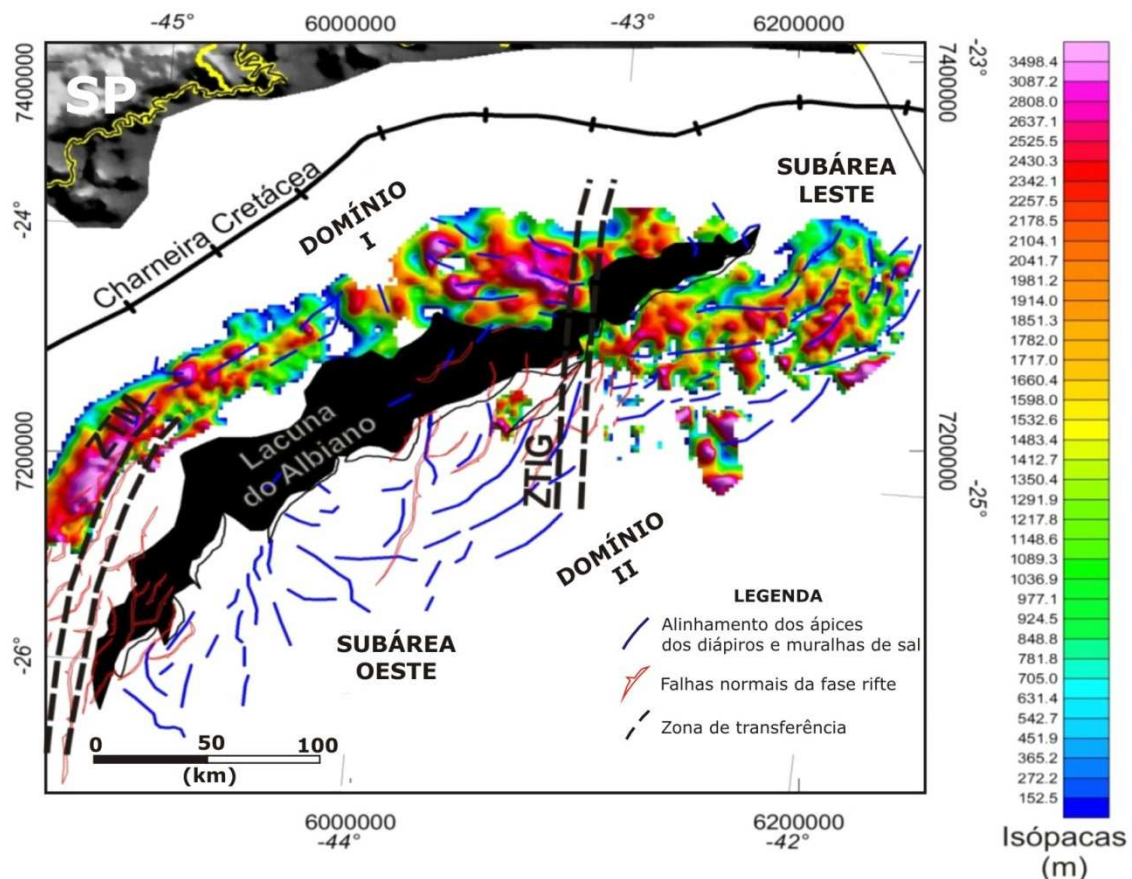 -45°
6000000
-43
6200000
7400000
-24°
7200000
-26°
SP
Charneira Cretácea
DOMÍNIO
I
SUBÁREA
LESTE
ZTM
Lacuna
do Albiano
ZTIG
DOMÍNIO
II
SUBÁREA
OESTE
LEGENDA
Alinhamento dos ápices
dos diápiros e muralhas de sal
Falhas normais da fase rifte
Zona de transferência
0 50 100
(km)
-23°
7400000
7200000
-25°
6000000
-44°
6200000
-42°
3498.4
3087.2
2808.0
2637.1
2525.5
2430.3
2342.1
2257.5
2178.5
2104.1
2041.7
1981.2
1914.0
1851.3
1782.0
1717.0
1660.4
1598.0
1532.6
1483.4
1412.7
1350.4
1291.9
1217.8
1148.6
1089.3
1036.9
977.1
924.5
848.8
781.8
705.0
631.4
542.7
451.9
365.2
272.2
152.5
Isópacas
(m)